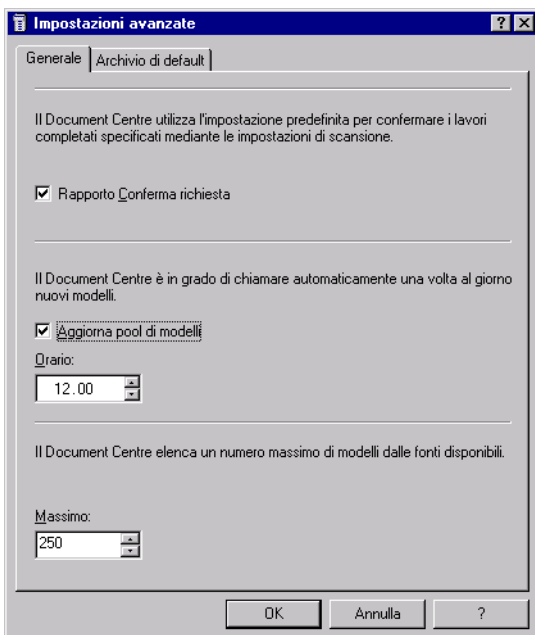 Impostazioni avanzate
Generale
Archivio di default
Il Document Centre utilizza l'impostazione predefinita per confermare i lavori
completati specificati mediante le impostazioni di scansione.
Rapporto Conferma richiesta
Il Document Centre è in grado di chiamare automaticamente una volta al giorno
nuovi modelli.
Aggiorna pool di modelli
Orario:
12.00
Il Document Centre elenca un numero massimo di modelli dalle fonti disponibili.
Massimo:
250
OK
Annulla
?